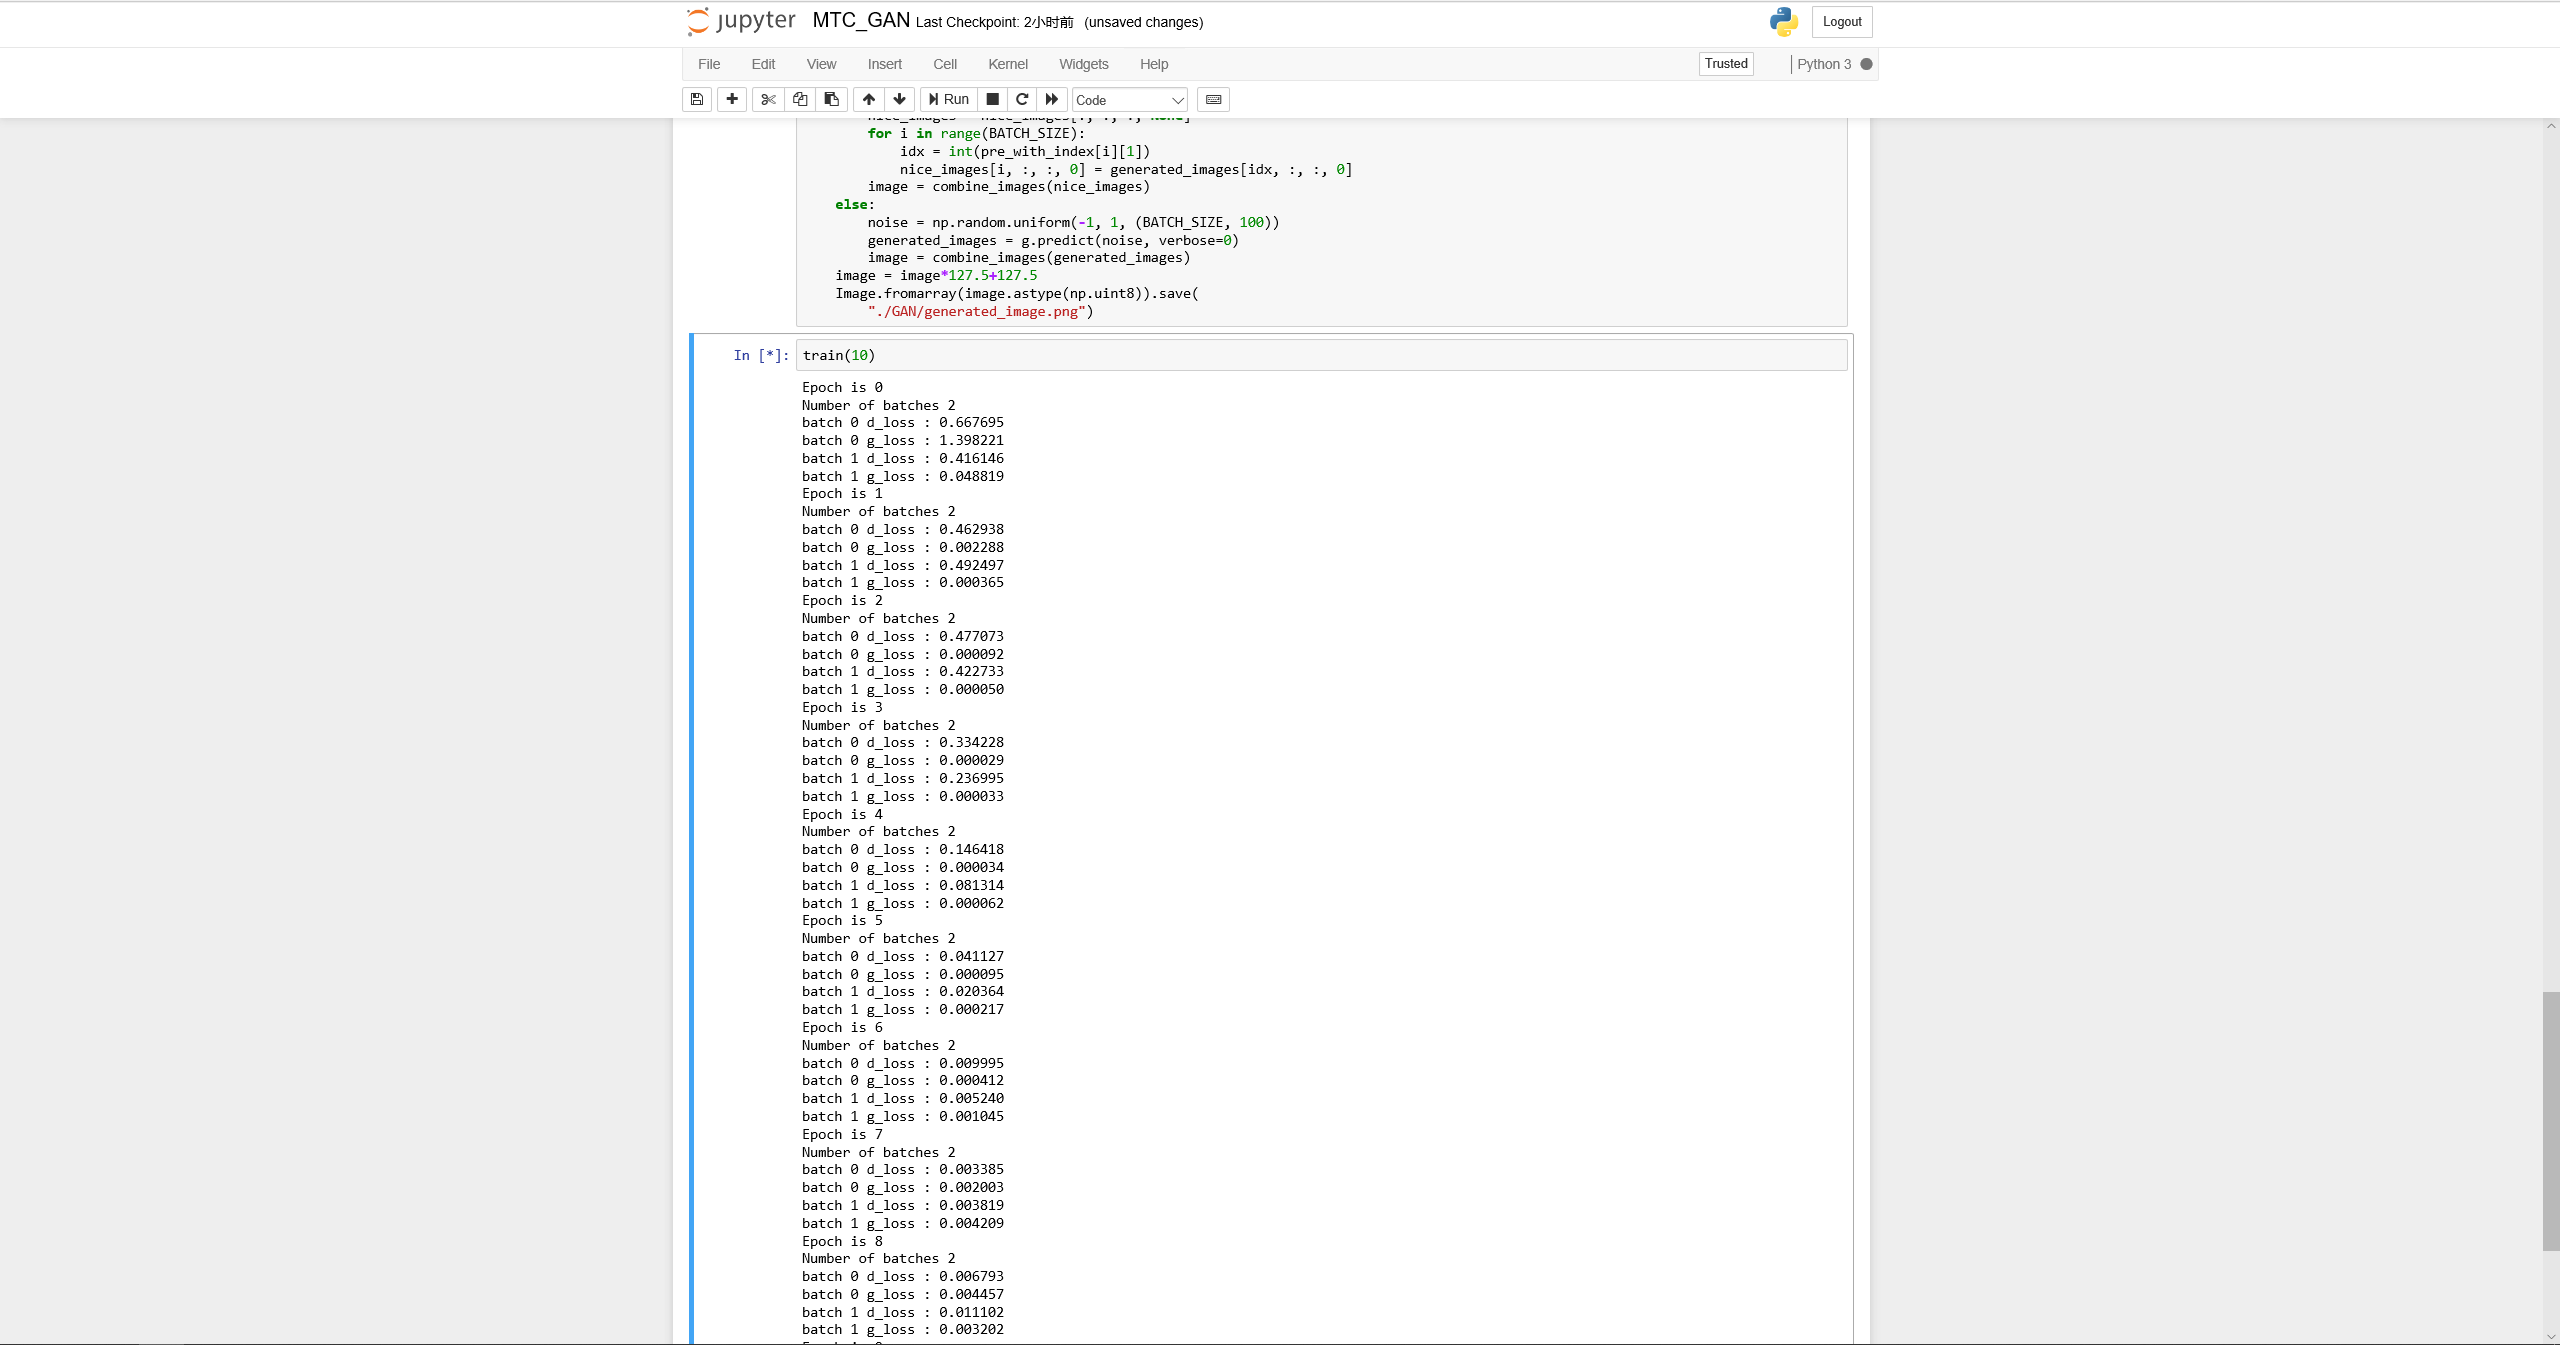 jupyter MTC_GAN Last Checkpoint: 2小时前 (unsaved changes) Logout
File Edit View Insert Cell Kernel Widgets Help Trusted Python 3
Run Code
for i in range(BATCH_SIZE):
idx = int(pre_with_index[i][1])
nice_images[i, :, :, 0] = generated_images[idx, :, :, 0]
image = combine_images(nice_images)
else:
noise = np.random.uniform(-1, 1, (BATCH_SIZE, 100))
generated_images = g.predict(noise, verbose=0)
image = combine_images(generated_images)
image = image*127.5+127.5
Image.fromarray(image.astype(np.uint8)).save(
"./GAN/generated_image.png")
In [*]: train(10)
Epoch is 0
Number of batches 2
batch 0 d_loss : 0.667695
batch 0 g_loss : 1.398221
batch 1 d_loss : 0.416146
batch 1 g_loss : 0.048819
Epoch is 1
Number of batches 2
batch 0 d_loss : 0.462938
batch 0 g_loss : 0.002288
batch 1 d_loss : 0.492497
batch 1 g_loss : 0.000365
Epoch is 2
Number of batches 2
batch 0 d_loss : 0.477073
batch 0 g_loss : 0.000092
batch 1 d_loss : 0.422733
batch 1 g_loss : 0.000050
Epoch is 3
Number of batches 2
batch 0 d_loss : 0.334228
batch 0 g_loss : 0.000029
batch 1 d_loss : 0.236995
batch 1 g_loss : 0.000033
Epoch is 4
Number of batches 2
batch 0 d_loss : 0.146418
batch 0 g_loss : 0.000034
batch 1 d_loss : 0.081314
batch 1 g_loss : 0.000062
Epoch is 5
Number of batches 2
batch 0 d_loss : 0.041127
batch 0 g_loss : 0.000095
batch 1 d_loss : 0.020364
batch 1 g_loss : 0.000217
Epoch is 6
Number of batches 2
batch 0 d_loss : 0.009995
batch 0 g_loss : 0.000412
batch 1 d_loss : 0.005240
batch 1 g_loss : 0.001045
Epoch is 7
Number of batches 2
batch 0 d_loss : 0.003385
batch 0 g_loss : 0.002003
batch 1 d_loss : 0.003819
batch 1 g_loss : 0.004209
Epoch is 8
Number of batches 2
batch 0 d_loss : 0.006793
batch 0 g_loss : 0.004457
batch 1 d_loss : 0.011102
batch 1 g_loss : 0.003202